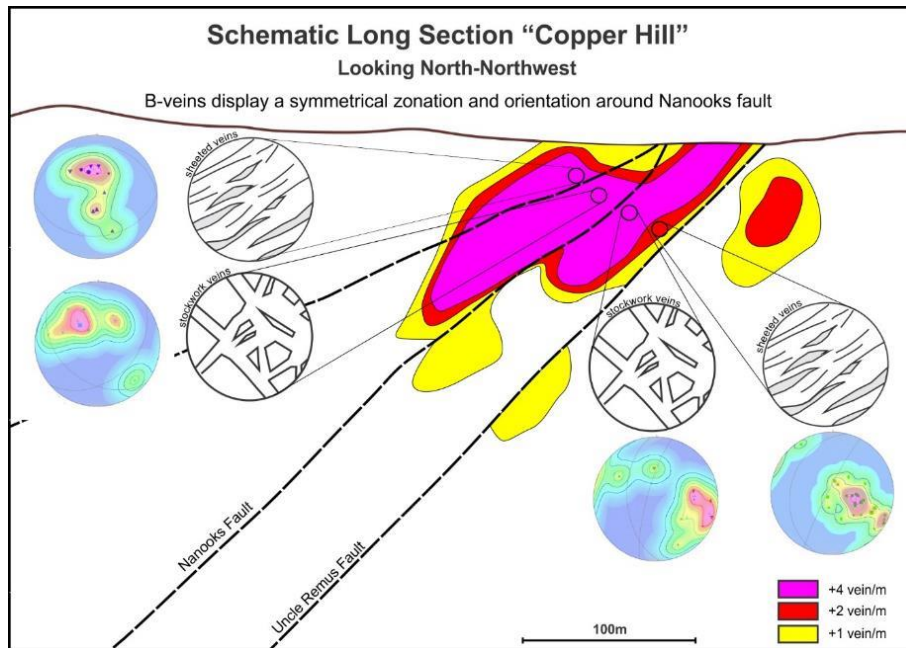 Schematic Long Section “Copper Hill”
Looking North-Northwest
B-veins display a symmetrical zonation and orientation around Nanooks fault
sheeted veins
stockwork veins
stockwork veins
sheeted veins
Nanooks Fault
Uncle Remus Fault
100m
+4 vein/m
+2 vein/m
+1 vein/m